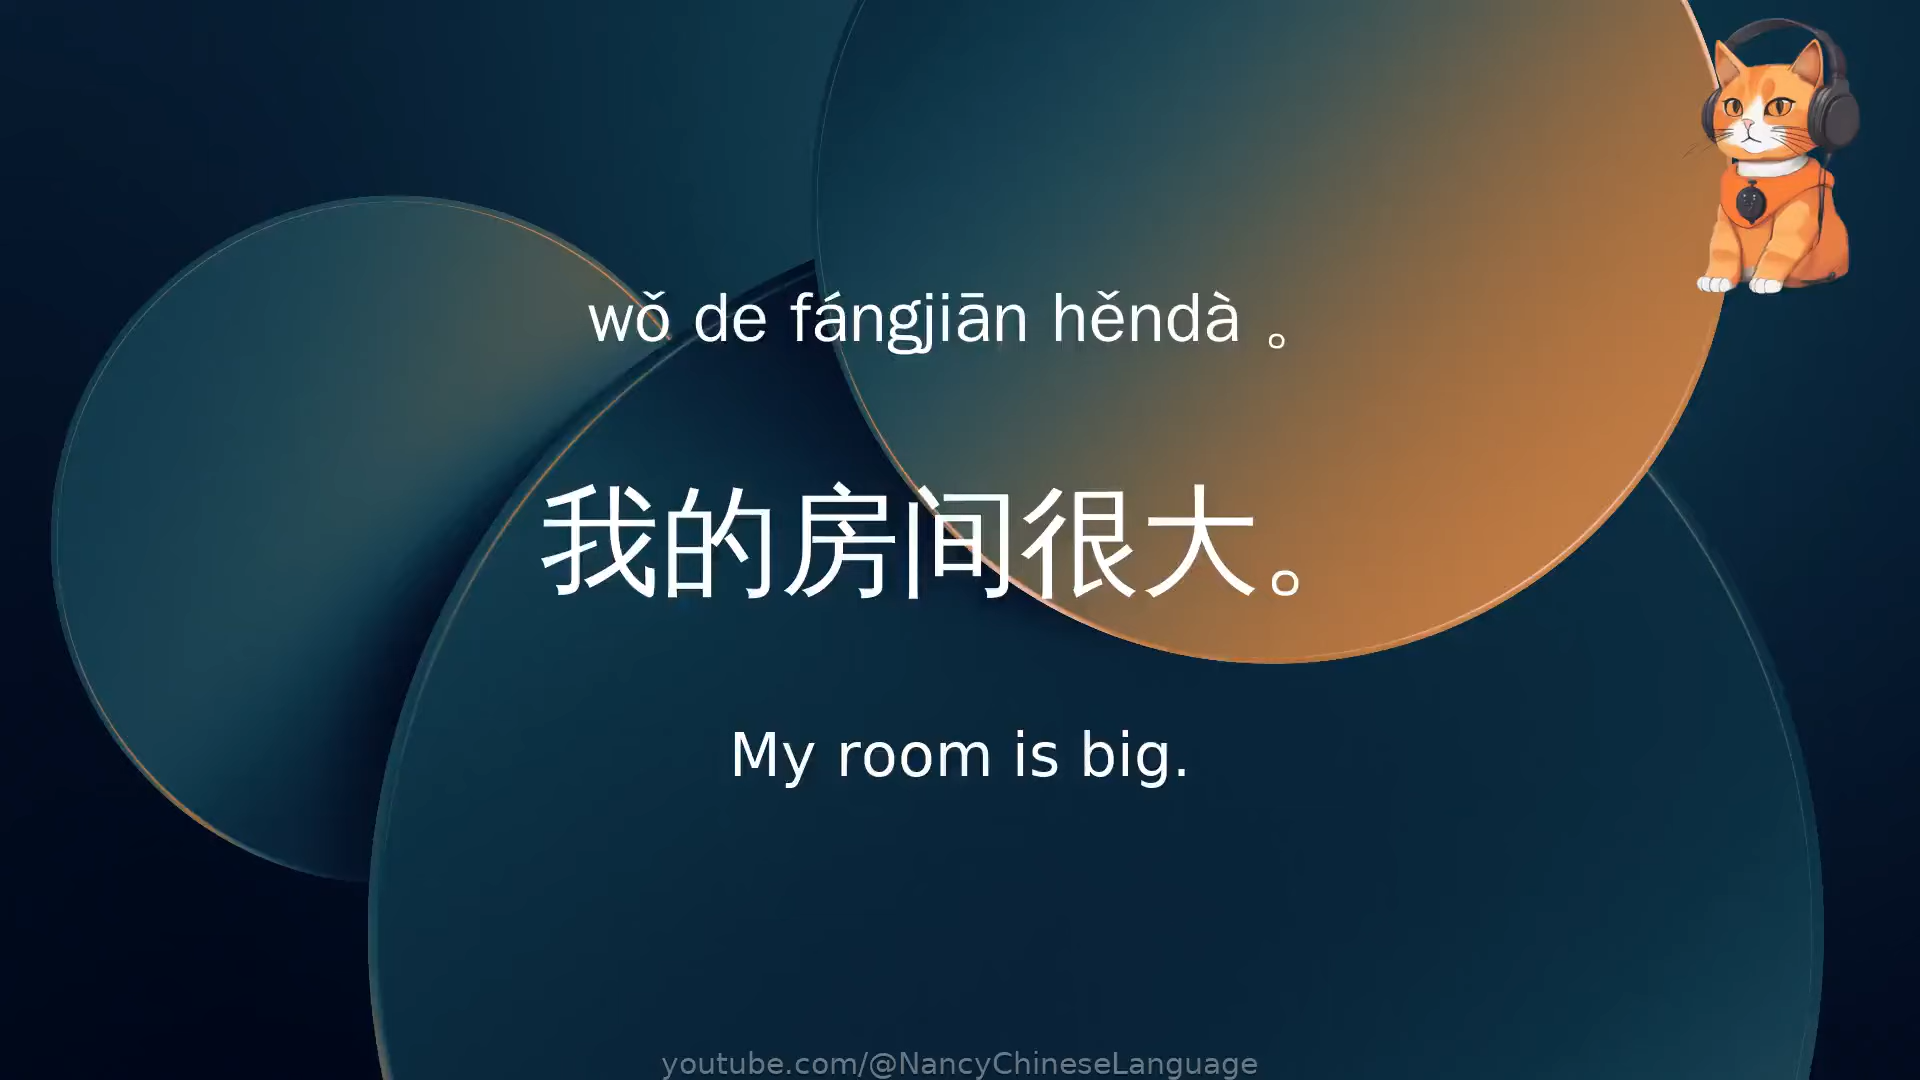 wǒ de fángjiān hěndà 。
我的房间很大。
My room is big.
youtube.com/@NancyChineseLanguage